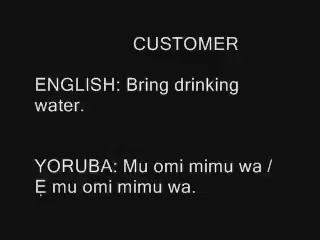 CUSTOMER
ENGLISH: Bring drinking
water.
YORUBA: Mu omi mimu wa /
Ẹ mu omi mimu wa.